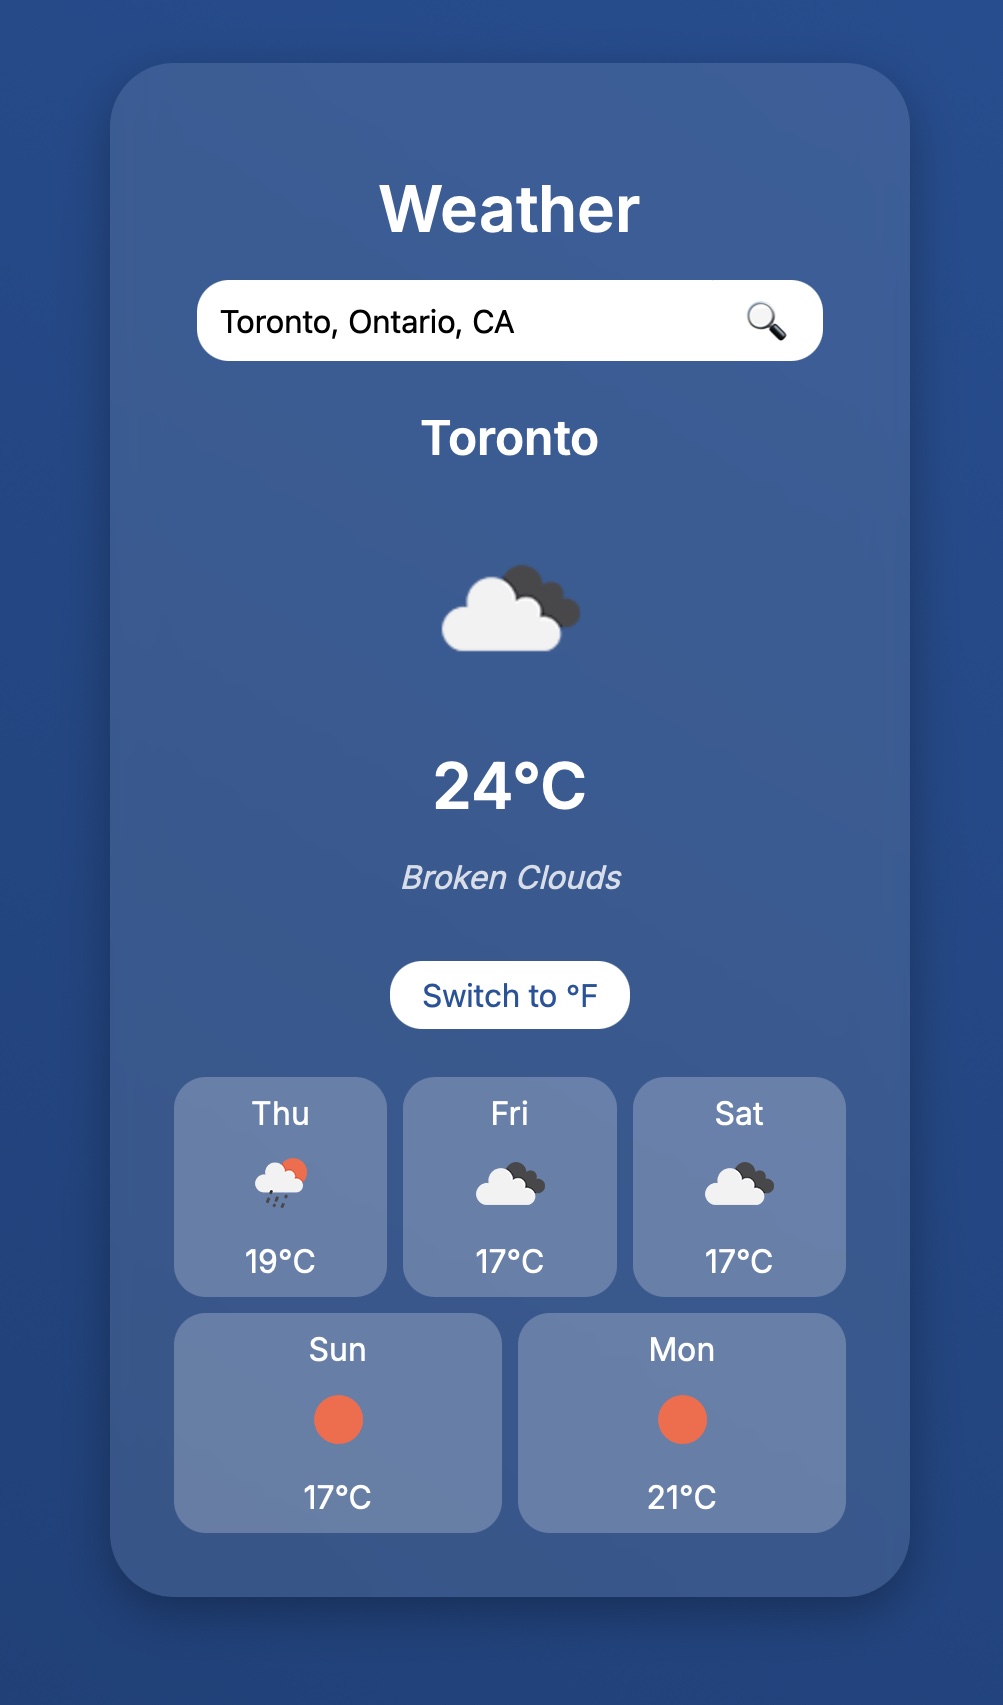 Weather
Toronto, Ontario, CA
Toronto
24°C
Broken Clouds
Switch to °F
Thu Fri Sat
19°C 17°C 17°C
Sun Mon
17°C 21°C